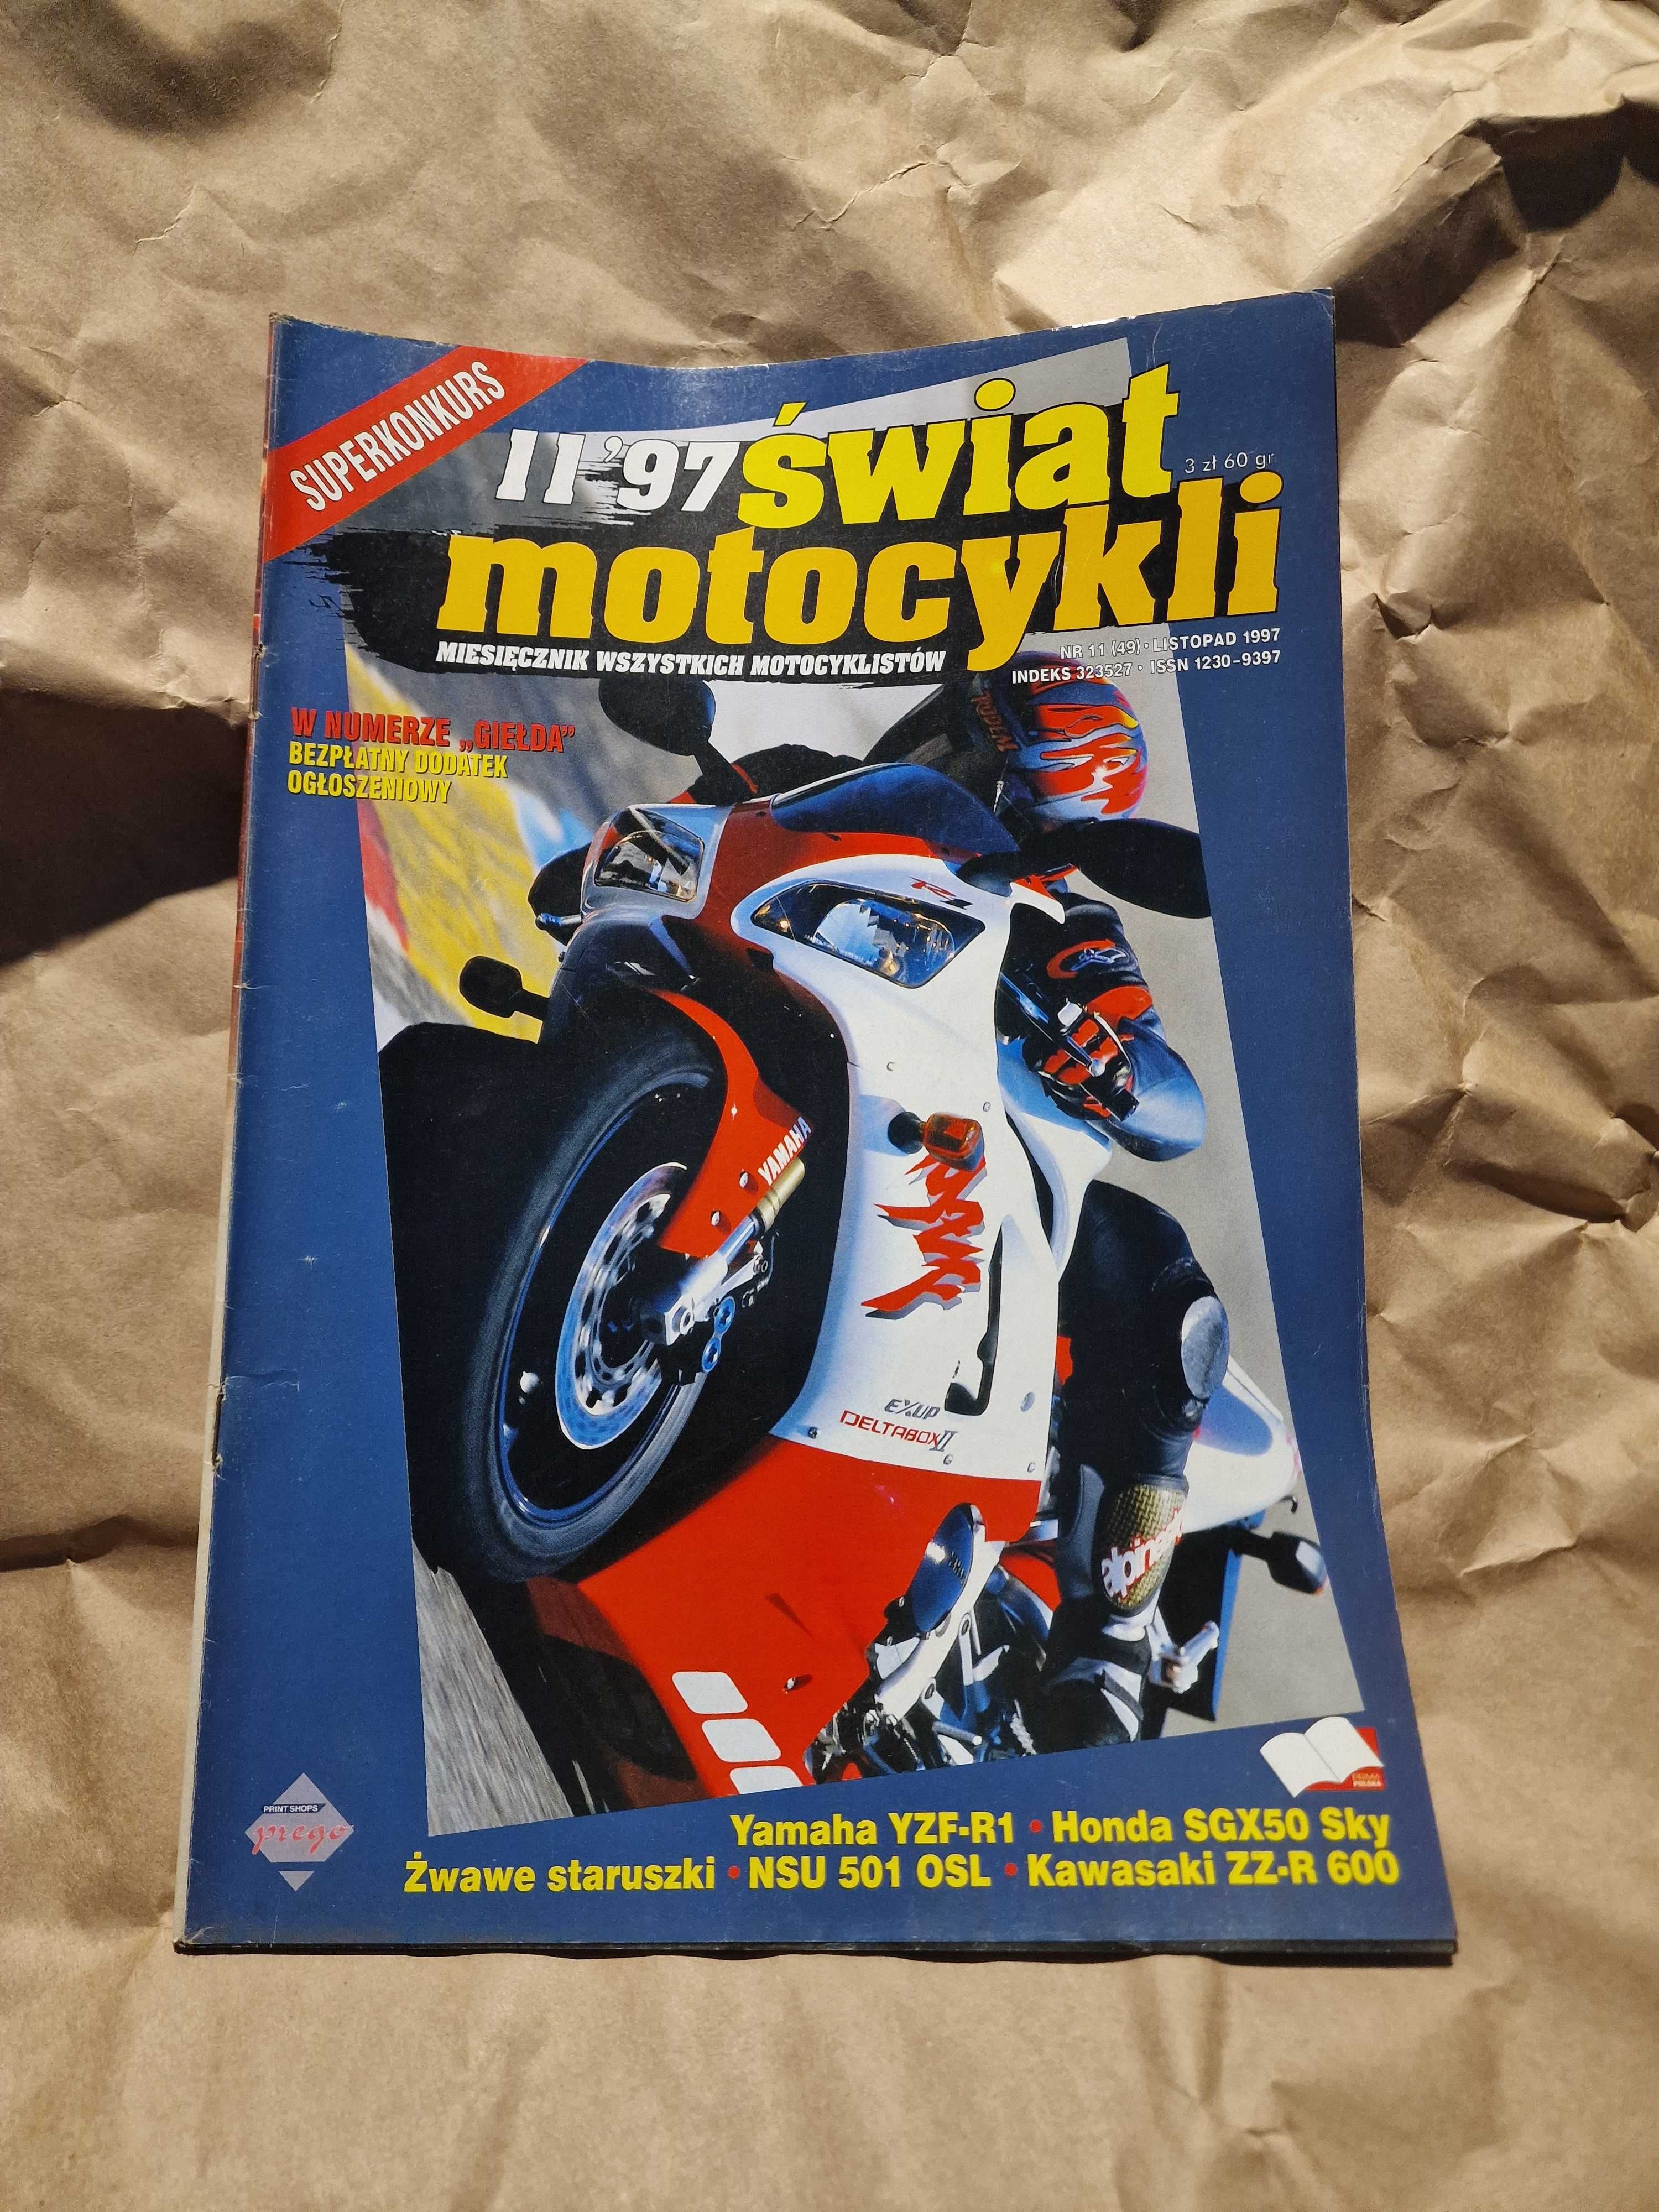 SUPERKONKURS
11'97 świat
3 zł 60 gr
motocykli
MIESIĘCZNIK WSZYSTKICH MOTOCYKLISTÓW
NR 11 (49) • LISTOPAD 1997
INDEKS 323527 • ISSN 1230-9397
W NUMERZE „GIEŁDA”
BEZPŁATNY DODATEK
OGŁOSZENIOWY
R1
YAMAHA
EXUP
DELTABOX II
PRINT SHOPS
prego
POLSKA
Yamaha YZF-R1 • Honda SGX50 Sky
Żwawe staruszki • NSU 501 OSL • Kawasaki ZZ-R 600